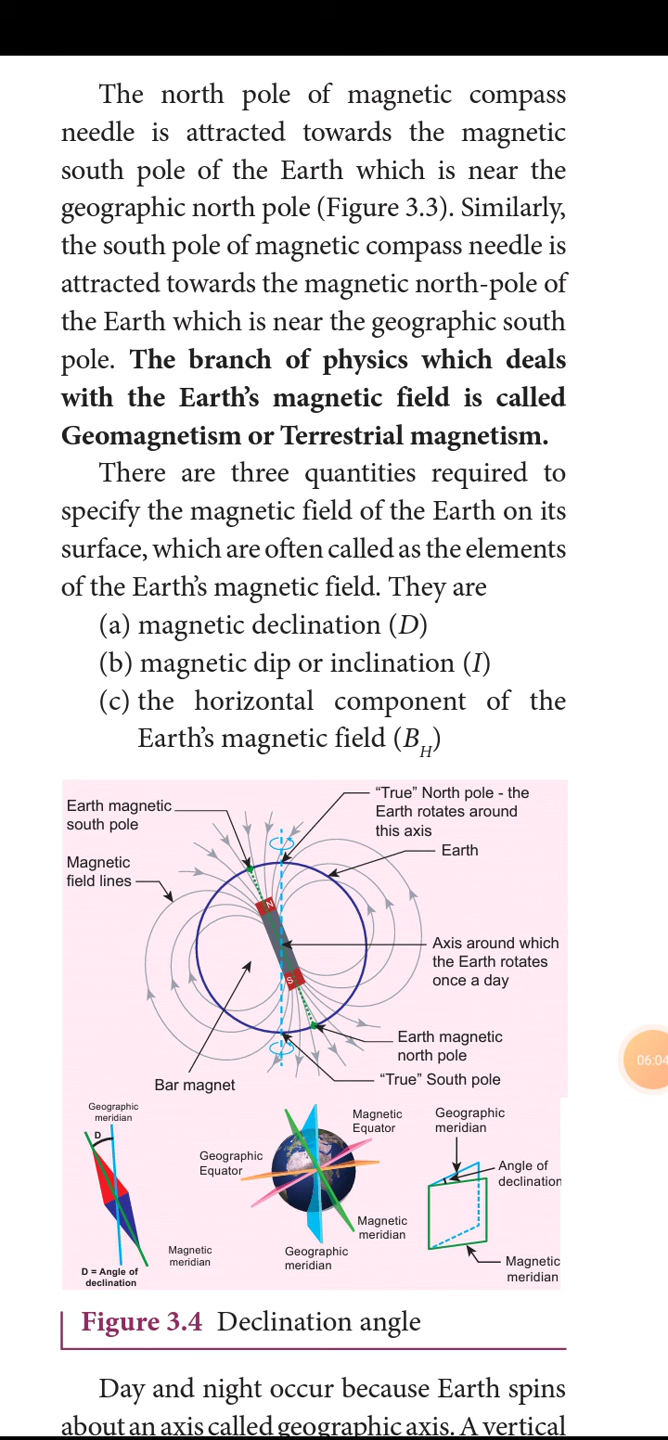 The north pole of magnetic compass
needle is attracted towards the magnetic
south pole of the Earth which is near the
geographic north pole (Figure 3.3). Similarly,
the south pole of magnetic compass needle is
attracted towards the magnetic north-pole of
the Earth which is near the geographic south
pole. The branch of physics which deals
with the Earth's magnetic field is called
Geomagnetism or Terrestrial magnetism.
There are three quantities required to
specify the magnetic field of the Earth on its
surface, which are often called as the elements
of the Earth's magnetic field. They are
(a) magnetic declination (D)
(b) magnetic dip or inclination (I)
(c) the horizontal component of the
Earth's magnetic field (B_H)
Earth magnetic
south pole
"True" North pole - the
Earth rotates around
this axis
Earth
Magnetic
field lines
N
Axis around which
the Earth rotates
once a day
S
Earth magnetic
north pole
"True" South pole
Bar magnet
06:04
Geographic
meridian
D
Magnetic
meridian
D = Angle of
declination
Geographic
Equator
Magnetic
Equator
Magnetic
meridian
Geographic
meridian
Geographic
meridian
Angle of
declination
Magnetic
meridian
Figure 3.4 Declination angle
Day and night occur because Earth spins
about an axis called geographic axis. A vertical